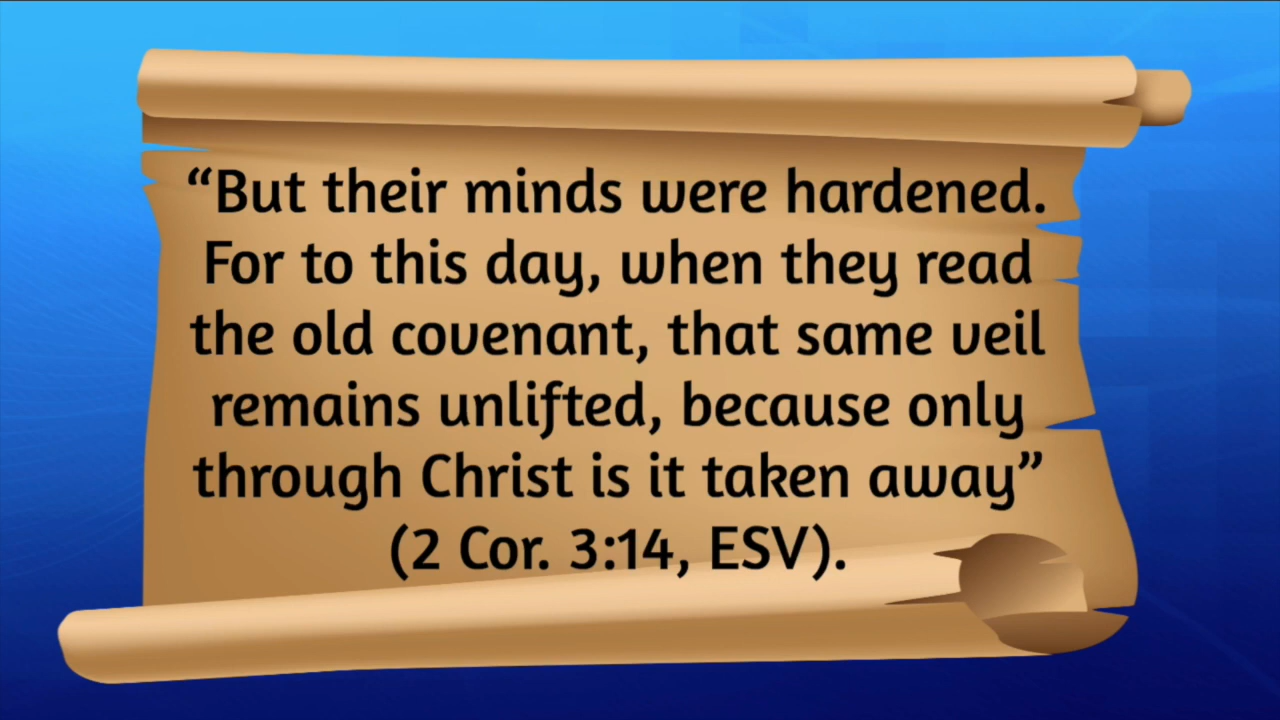 “But their minds were hardened.
For to this day, when they read
the old covenant, that same veil
remains unlifted, because only
through Christ is it taken away”
(2 Cor. 3:14, ESV).